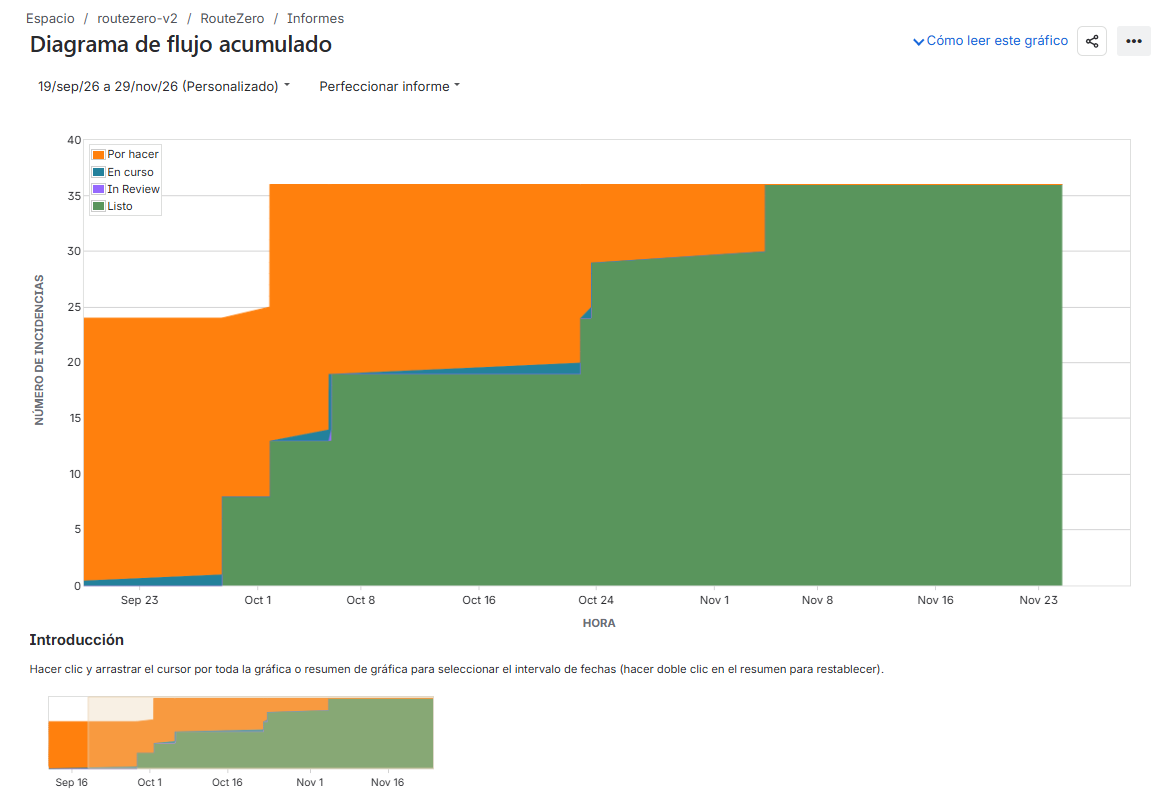 Espacio / routezero-v2 / RouteZero / Informes
Diagrama de flujo acumulado
Cómo leer este gráfico
19/sep/26 a 29/nov/26 (Personalizado)
Perfeccionar informe
40
35
30
25
20
15
10
5
0
NÚMERO DE INCIDENCIAS
Por hacer
En curso
In Review
Listo
Sep 23
Oct 1
Oct 8
Oct 16
Oct 24
Nov 1
Nov 8
Nov 16
Nov 23
HORA
Introducción
Hacer clic y arrastrar el cursor por toda la gráfica o resumen de gráfica para seleccionar el intervalo de fechas (hacer doble clic en el resumen para restablecer).
Sep 16
Oct 1
Oct 16
Nov 1
Nov 16